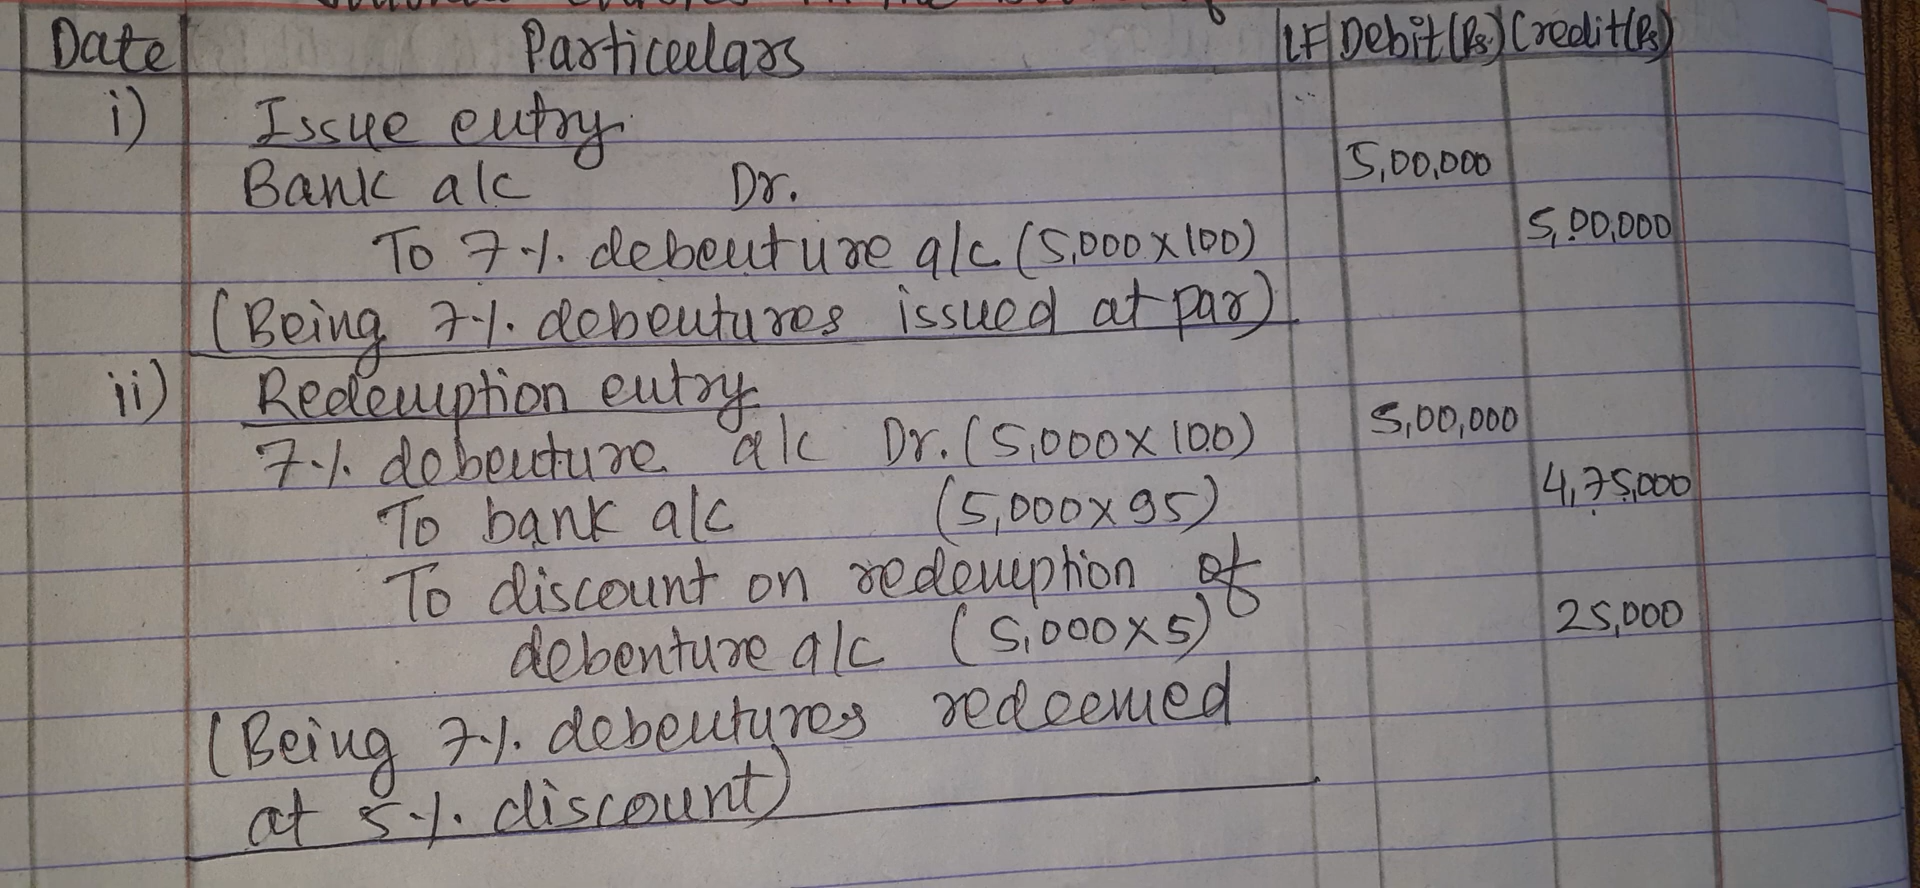 Date Particulars LF Debit(Rs) Credit(Rs)
i) Issue entry
Bank a/c Dr. 5,00,000
To 7% debenture a/c (5,000×100) 5,00,000
(Being 7% debentures issued at par)
ii) Redemption entry
7% debenture a/c Dr. (5,000×100) 5,00,000
To bank a/c (5,000×95) 4,75,000
To discount on redemption of
debenture a/c (5,000×5) 25,000
(Being 7% debentures redeemed
at 5% discount)